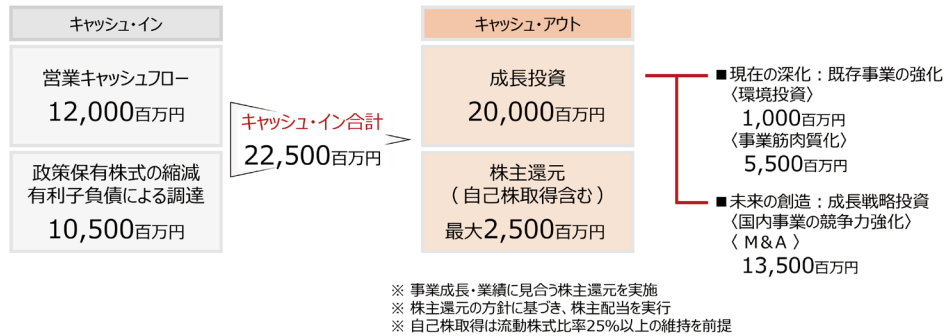 キャッシュ・イン
営業キャッシュフロー
12,000百万円
政策保有株式の縮減
有利子負債による調達
10,500百万円
キャッシュ・イン合計
22,500百万円
キャッシュ・アウト
成長投資
20,000百万円
株主還元
（自己株取得含む）
最大2,500百万円
■現在の深化：既存事業の強化
〈環境投資〉
1,000百万円
〈事業筋肉質化〉
5,500百万円
■未来の創造：成長戦略投資
〈国内事業の競争力強化〉
〈 M&A 〉
13,500百万円
※ 事業成長・業績に見合う株主還元を実施
※ 株主還元の方針に基づき、株主配当を実行
※ 自己株取得は流動株式比率25%以上の維持を前提